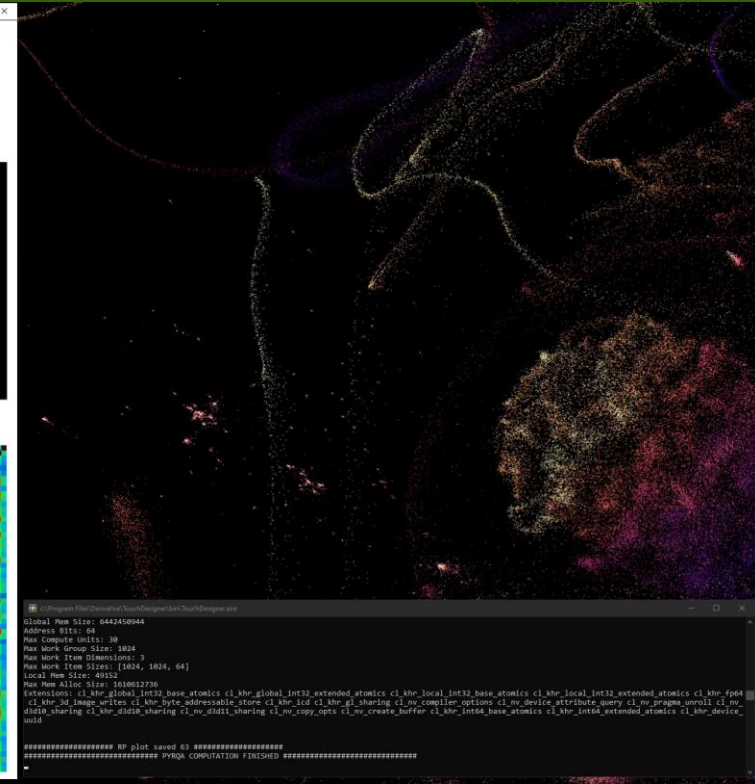 c:\Program Files\Derivative\TouchDesigner\bin\TouchDesigner.exe
Global Mem Size: 6442450944
Address Bits: 64
Max Compute Units: 30
Max Work Group Size: 1024
Max Work Item Dimensions: 3
Max Work Item Sizes: [1024, 1024, 64]
Local Mem Size: 49152
Max Mem Alloc Size: 1610612736
Extensions: cl_khr_global_int32_base_atomics cl_khr_global_int32_extended_atomics cl_khr_local_int32_base_atomics cl_khr_local_int32_extended_atomics cl_khr_fp64
cl_khr_3d_image_writes cl_khr_byte_addressable_store cl_khr_icd cl_khr_gl_sharing cl_nv_compiler_options cl_nv_device_attribute_query cl_nv_pragma_unroll cl_nv_
d3d10_sharing cl_khr_d3d10_sharing cl_nv_d3d11_sharing cl_nv_copy_opts cl_nv_create_buffer cl_khr_int64_base_atomics cl_khr_int64_extended_atomics cl_khr_device_
uuid
#################### RP plot saved 63 ####################
############################## PYRQA COMPUTATION FINISHED ##############################